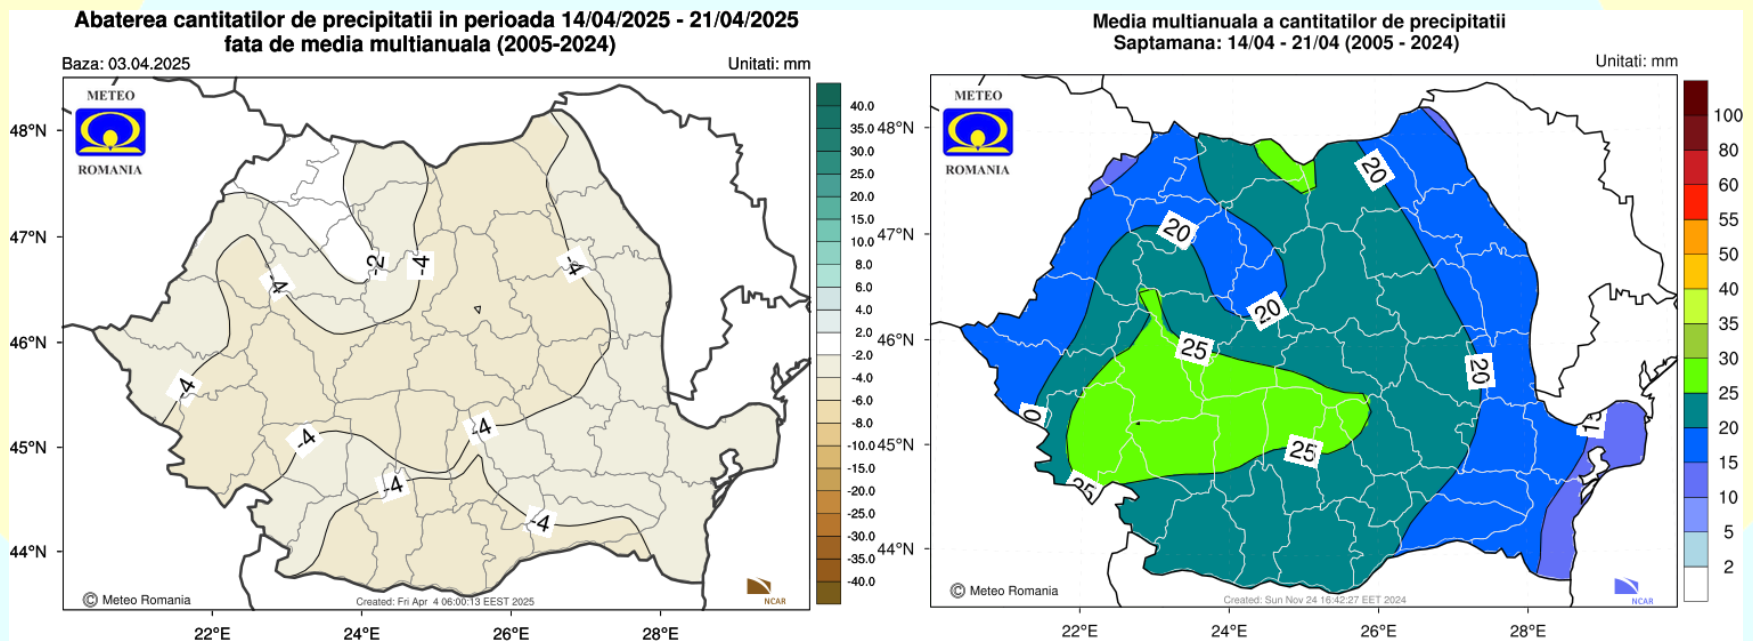 Abaterea cantitatilor de precipitatii in perioada 14/04/2025 - 21/04/2025
fata de media multianuala (2005-2024)
Baza: 03.04.2025
Unitati: mm
METEO
ROMANIA
48°N
47°N
46°N
45°N
44°N
22°E
24°E
26°E
28°E
-2
-4
-4
-4
-4
-4
-4
-4
-4
40.0
35.0
30.0
25.0
20.0
15.0
10.0
8.0
6.0
4.0
2.0
-2.0
-4.0
-6.0
-8.0
-10.0
-15.0
-20.0
-25.0
-30.0
-35.0
-40.0
© Meteo Romania
Created: Fri Apr 4 06:00:13 EEST 2025
NCAR
Media multianuala a cantitatilor de precipitatii
Saptamana: 14/04 - 21/04 (2005 - 2024)
Unitati: mm
METEO
ROMANIA
48°N
47°N
46°N
45°N
44°N
22°E
24°E
26°E
28°E
20
20
20
25
20
0
15
25
25
100
80
60
55
50
40
35
30
25
20
15
10
5
2
© Meteo Romania
Created: Sun Nov 24 16:42:27 EET 2024
NCAR